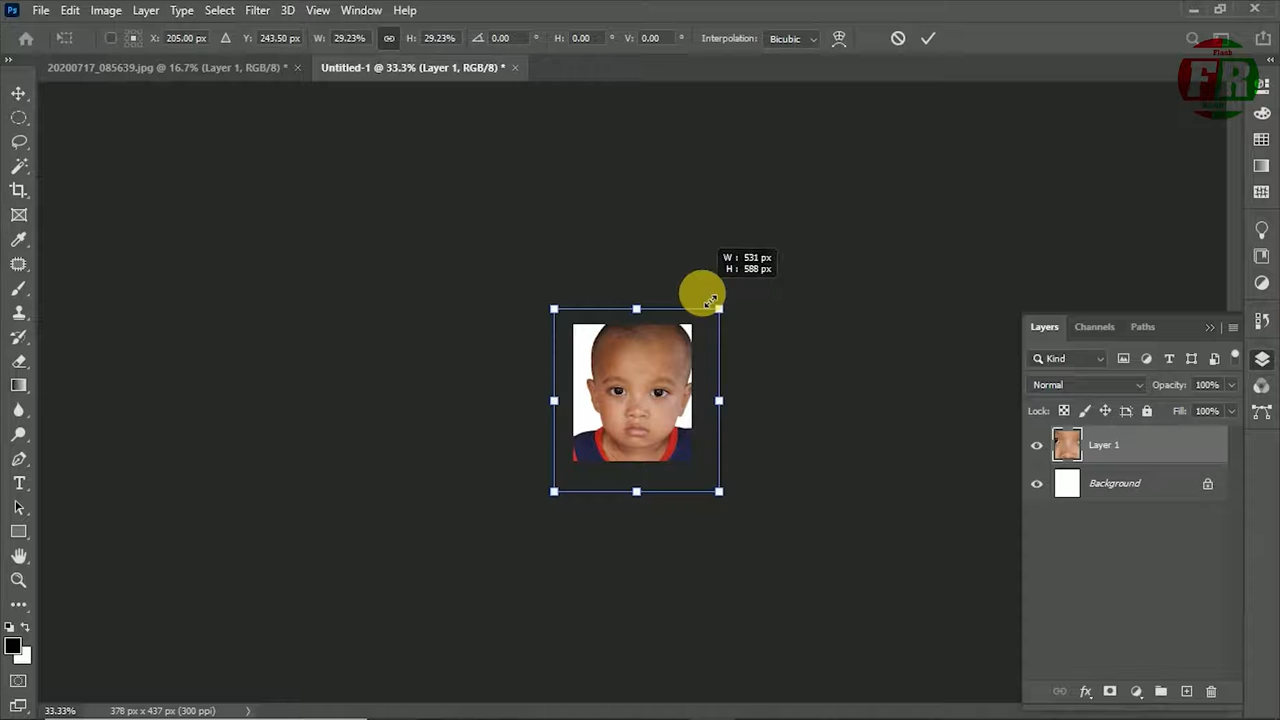 Ps File Edit Image Layer Type Select Filter 3D View Window Help
X: 205.00 px Y: 243.50 px W: 29.23% H: 29.23% 0.00 ° H: 0.00 ° V: 0.00 ° Interpolation: Bicubic
20200717_085639.jpg @ 16.7% (Layer 1, RGB/8) * × Untitled-1 @ 33.3% (Layer 1, RGB/8) * ×
Flash
FR
W : 531 px
H : 588 px
Layers Channels Paths
Kind
Normal Opacity: 100%
Lock: Fill: 100%
Layer 1
Background
33.33% 378 px x 437 px (300 ppi)